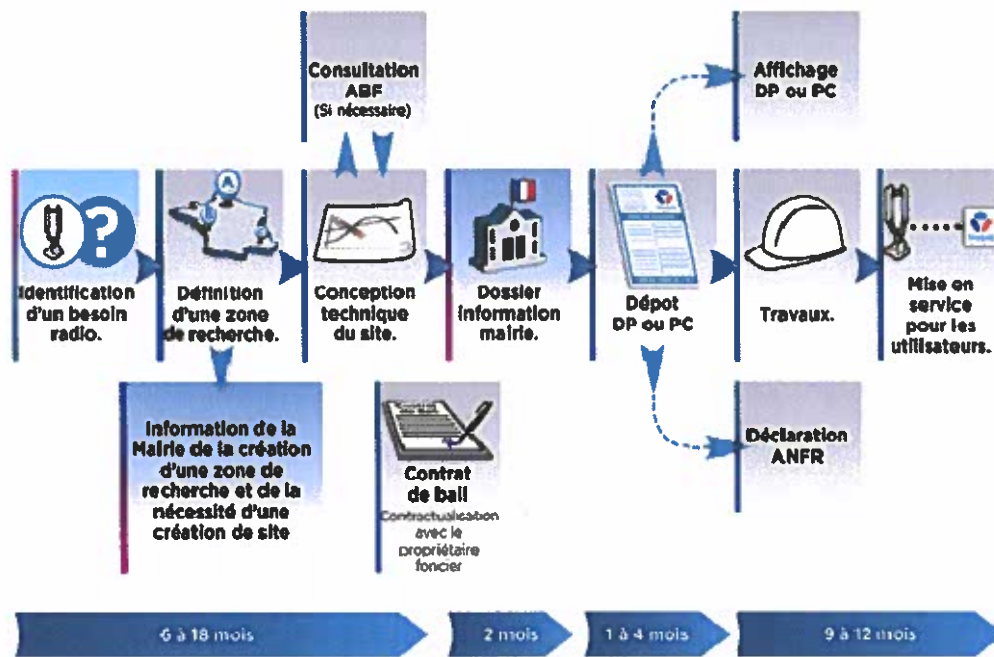 Consultation
ABF
(Si nécessaire)
Affichage
DP ou PC
A
?
Identification
d'un besoin
radio.
Définition
d'une zone
de recherche.
Conception
technique
du site.
Dossier
information
mairie.
Dépot
DP ou PC
Travaux.
Mise en
service
pour les
utilisateurs.
Information de la
Mairie de la création
d'une zone de
recherche et de la
nécessité d'une
création de site
Contrat
de bail
Contractualisation
avec le
propriétaire
foncier
Déclaration
ANFR
6 à 18 mois
2 mois
1 à 4 mois
9 à 12 mois